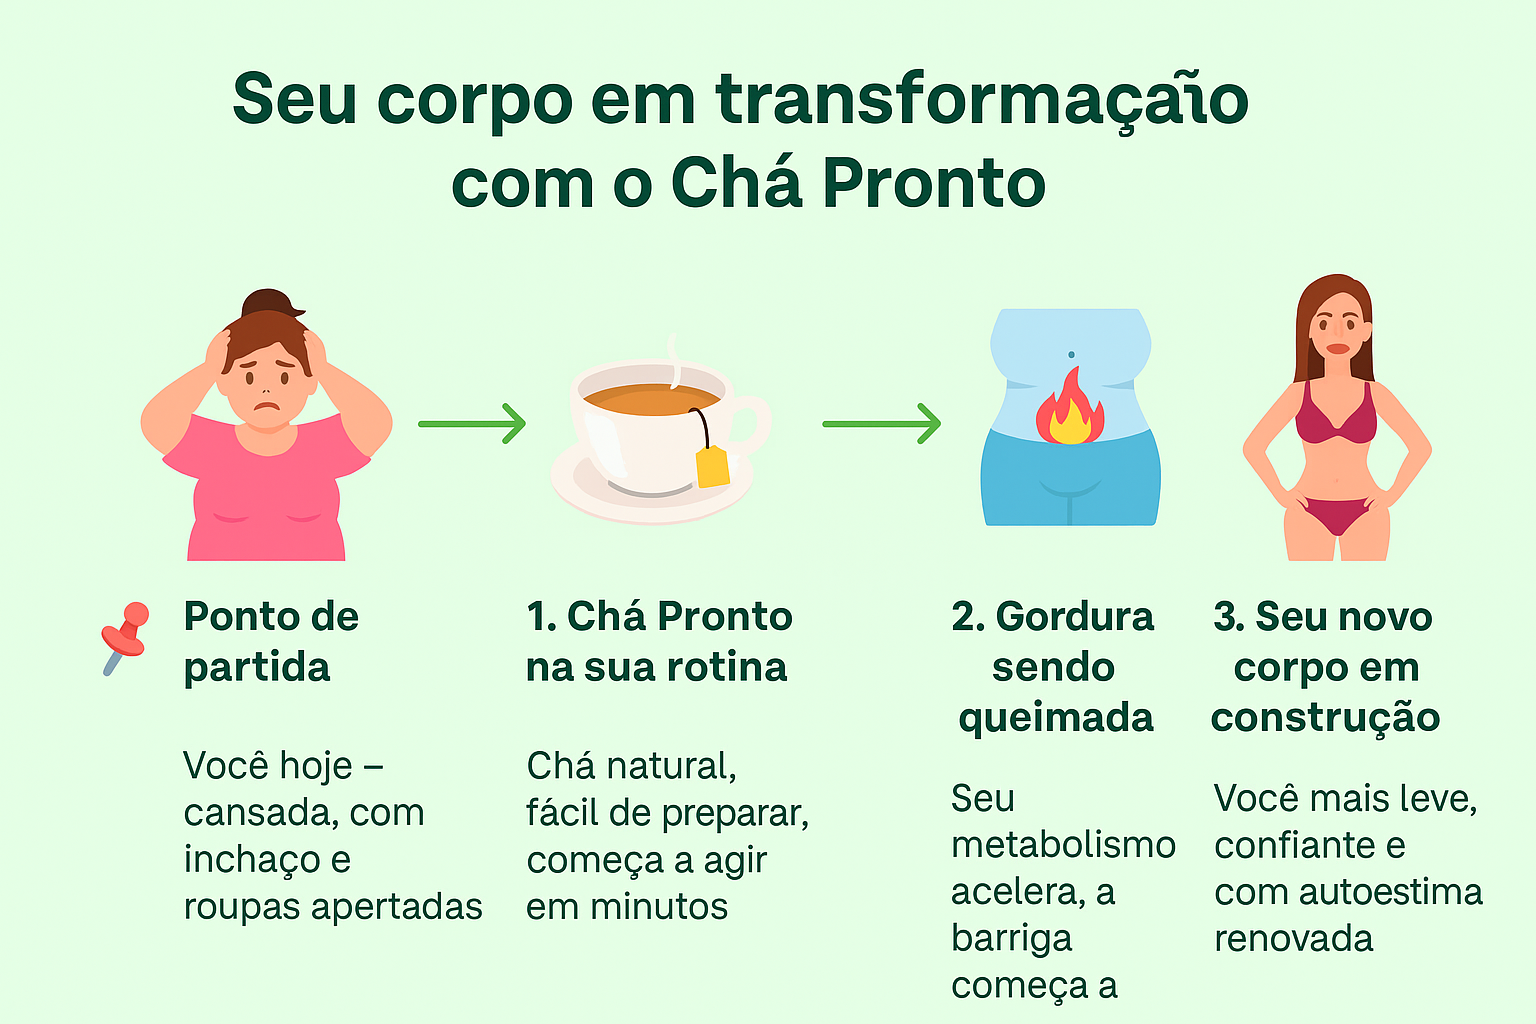 Seu corpo em transformaçaĩo
com o Chá Pronto
Ponto de
partida
Você hoje –
cansada, com
inchaço e
roupas apertadas
1. Chá Pronto
na sua rotina
Chá natural,
fácil de preparar,
começa a agir
em minutos
2. Gordura
sendo
queimada
Seu
metabolismo
acelera, a
barriga
começa a
3. Seu novo
corpo em
construção
Você mais leve,
confiante e
com autoestima
renovada